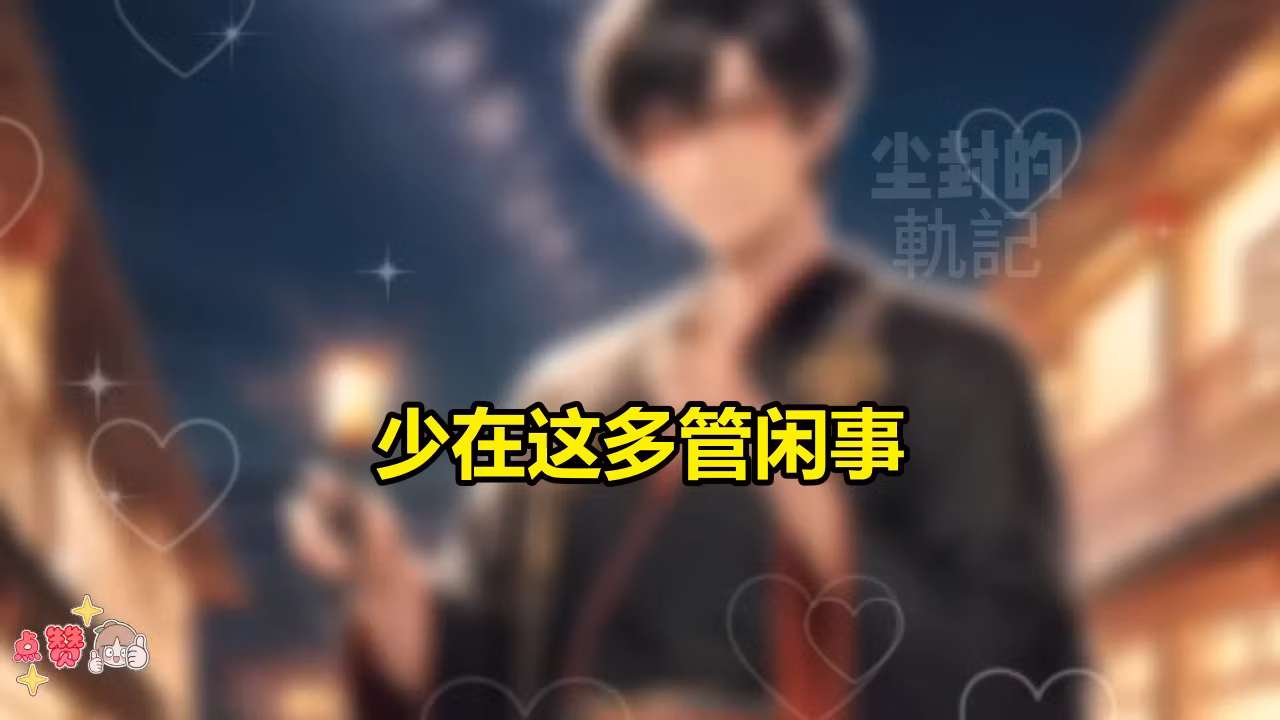 尘封的
軌記
少在这多管闲事
点赞